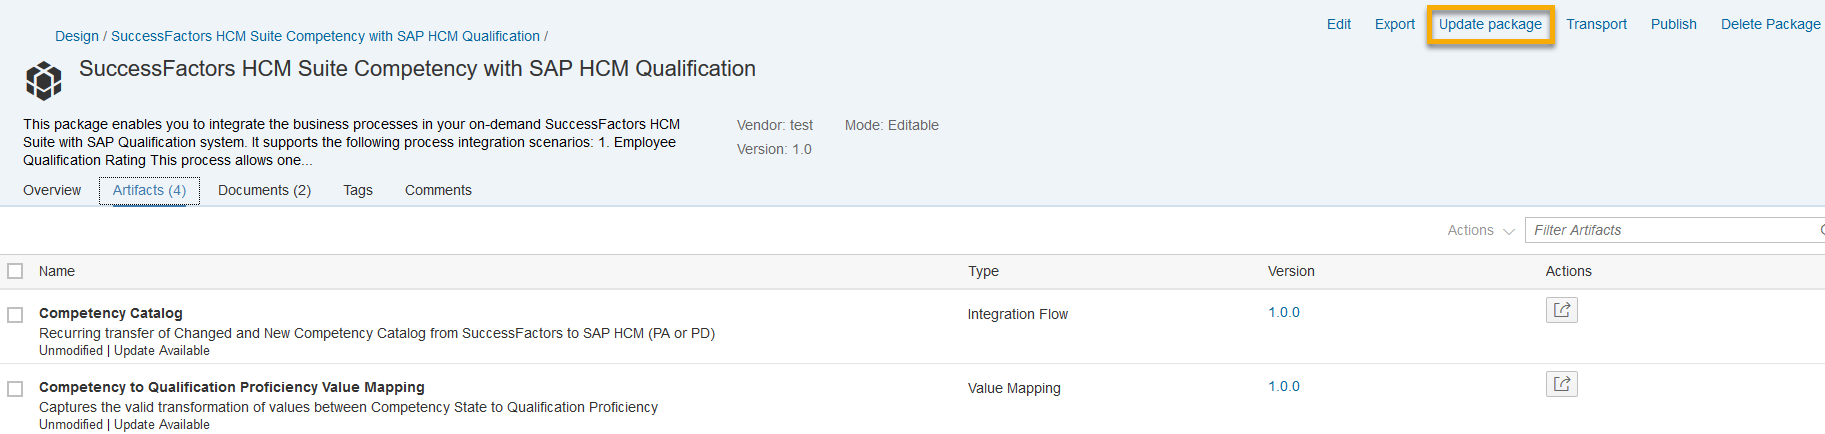 Edit Export Update package Transport Publish Delete Package
Design / SuccessFactors HCM Suite Competency with SAP HCM Qualification /
SuccessFactors HCM Suite Competency with SAP HCM Qualification
This package enables you to integrate the business processes in your on-demand SuccessFactors HCM
Suite with SAP Qualification system. It supports the following process integration scenarios: 1. Employee
Qualification Rating This process allows one...
Vendor: test Mode: Editable
Version: 1.0
Overview Artifacts (4) Documents (2) Tags Comments
Actions Filter Artifacts
Name Type Version Actions
Competency Catalog Integration Flow 1.0.0
Recurring transfer of Changed and New Competency Catalog from SuccessFactors to SAP HCM (PA or PD)
Unmodified | Update Available
Competency to Qualification Proficiency Value Mapping Value Mapping 1.0.0
Captures the valid transformation of values between Competency State to Qualification Proficiency
Unmodified | Update Available